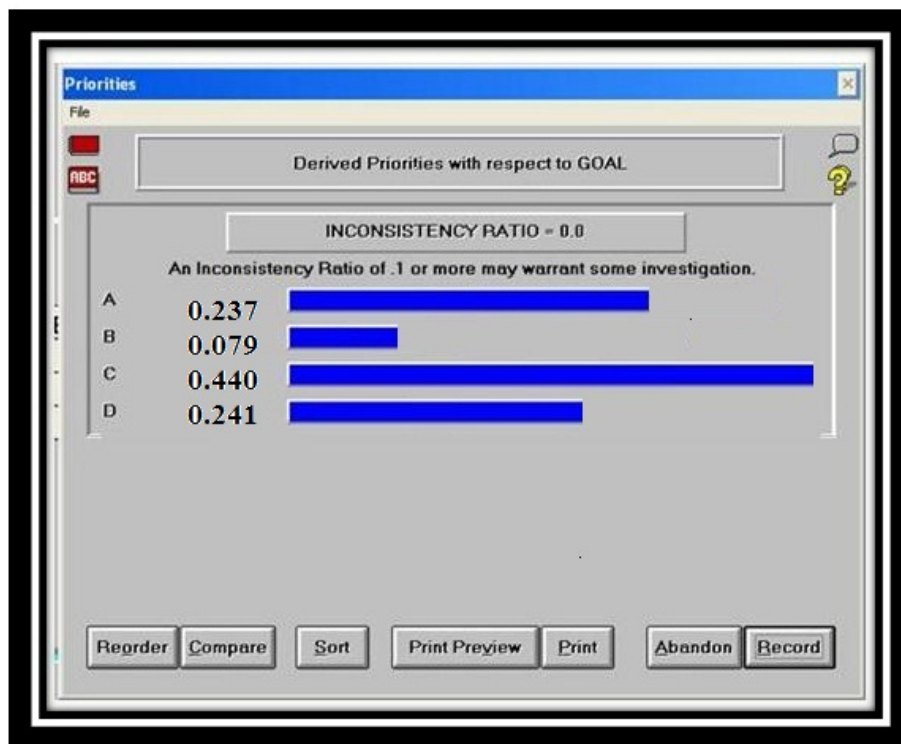 Priorities
File
Derived Priorities with respect to GOAL
ABC
INCONSISTENCY RATIO = 0.0
An Inconsistency Ratio of .1 or more may warrant some investigation.
A 0.237
B 0.079
C 0.440
D 0.241
Reorder Compare Sort Print Preview Print Abandon Record